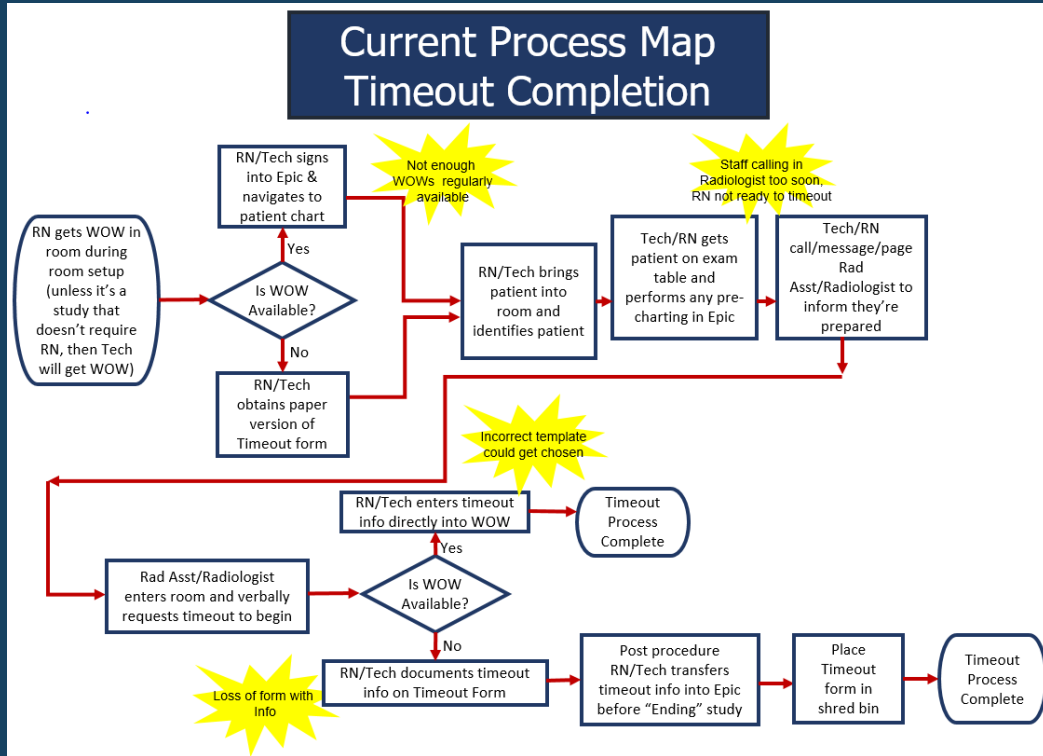 Current Process Map
Timeout Completion
RN/Tech signs
into Epic &
navigates to
patient chart
Not enough
WOWs regularly
available
Staff calling in
Radiologist too soon,
RN not ready to timeout
RN gets WOW in
room during
room setup
(unless it's a
study that
doesn't require
RN, then Tech
will get WOW)
Yes
Is WOW
Available?
No
RN/Tech
obtains paper
version of
Timeout form
RN/Tech brings
patient into
room and
identifies patient
Tech/RN gets
patient on exam
table and
performs any pre-
charting in Epic
Tech/RN
call/message/page
Rad
Asst/Radiologist to
inform they're
prepared
Incorrect template
could get chosen
RN/Tech enters timeout
info directly into WOW
Timeout
Process
Complete
Yes
Rad Asst/Radiologist
enters room and verbally
requests timeout to begin
Is WOW
Available?
No
Loss of form with
Info
RN/Tech documents timeout
info on Timeout Form
Post procedure
RN/Tech transfers
timeout info into Epic
before "Ending" study
Place
Timeout
form in
shred bin
Timeout
Process
Complete